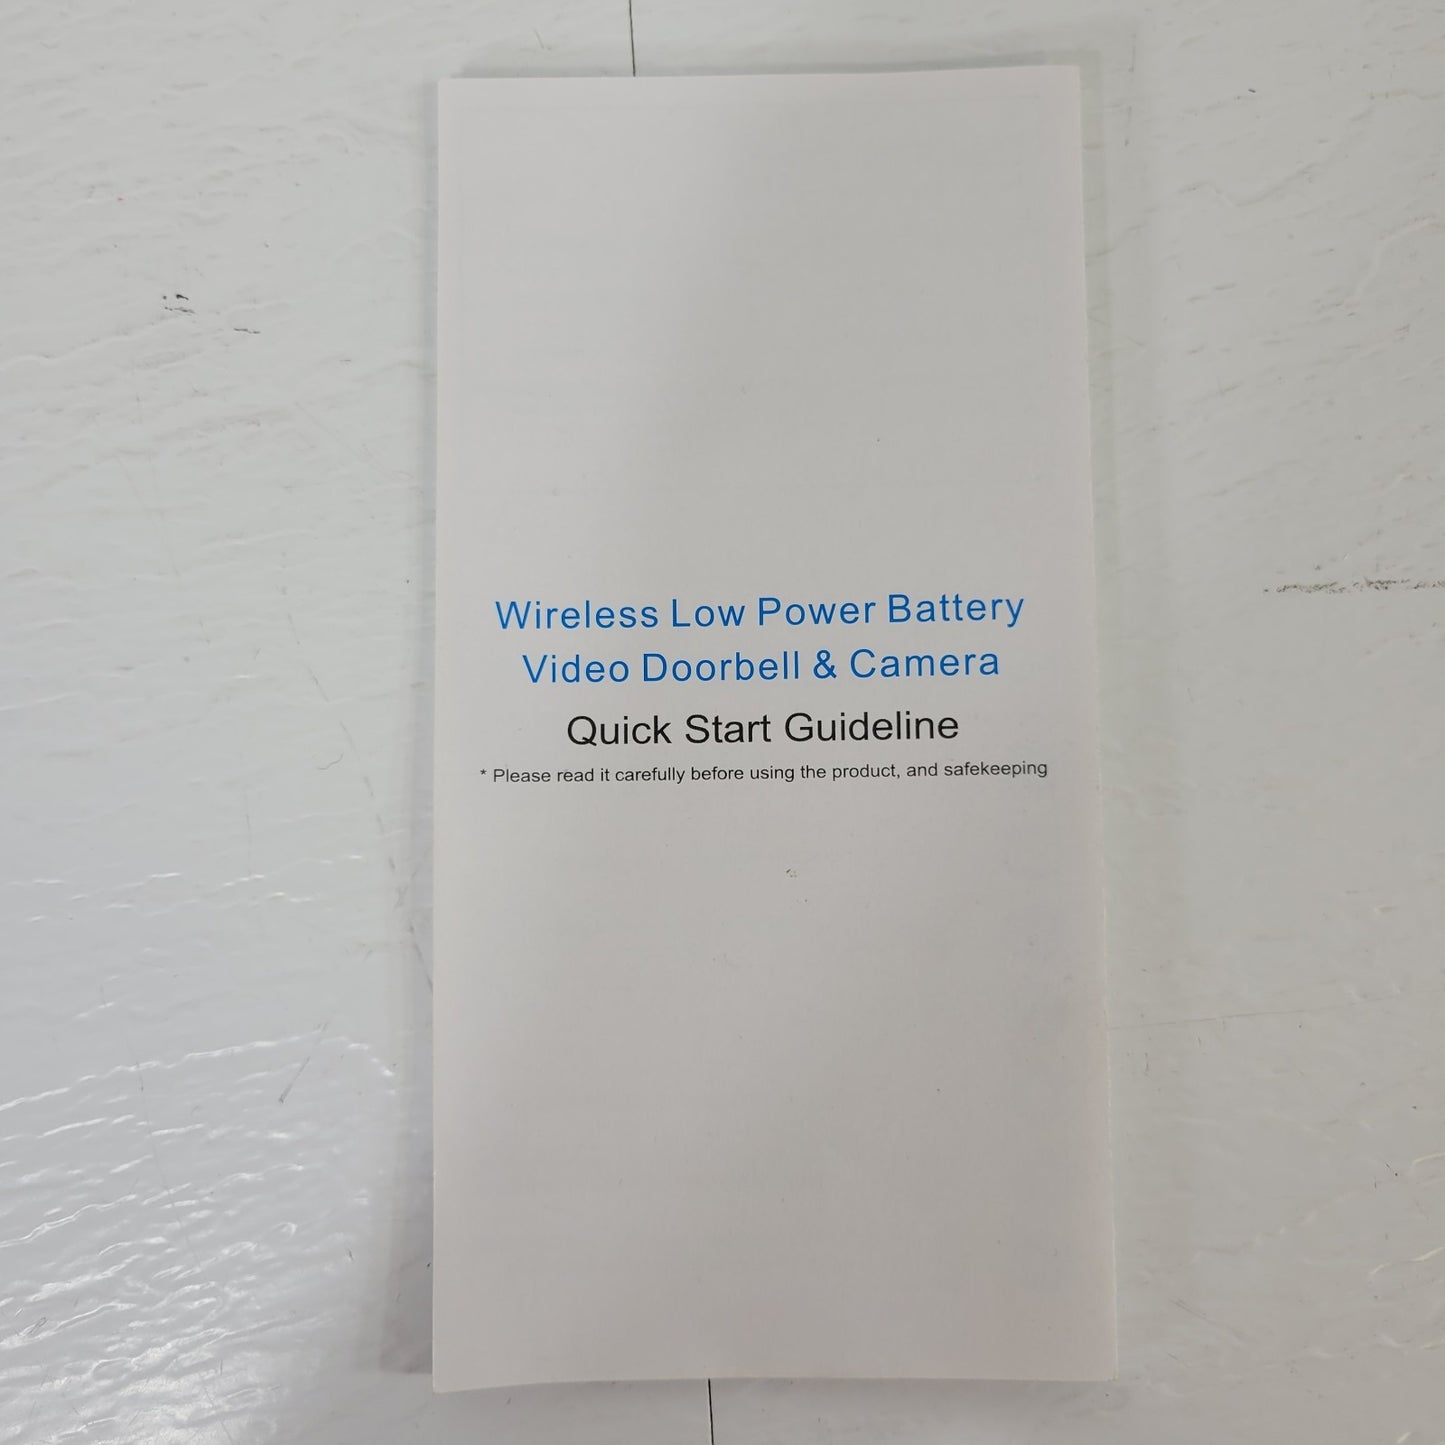 Wireless Low Power Battery
Video Doorbell & Camera
Quick Start Guideline
* Please read it carefully before using the product, and safekeeping